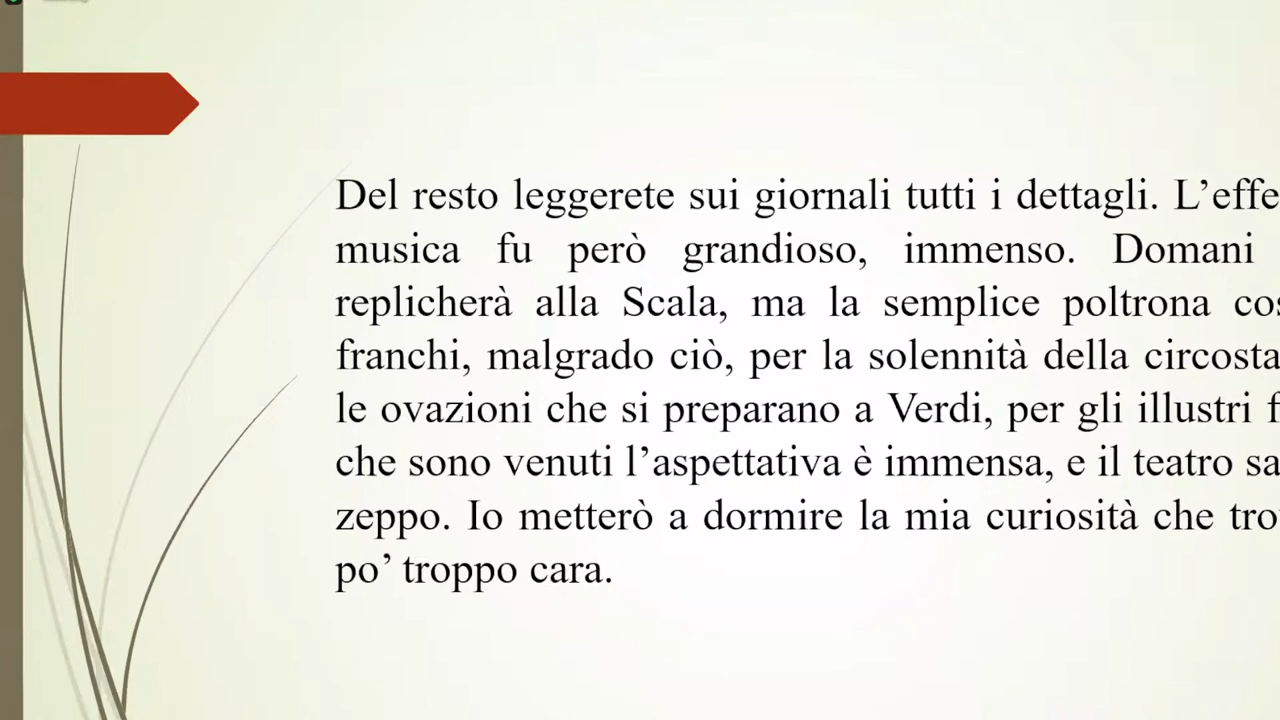 Del resto leggerete sui giornali tutti i dettagli. L’effe
musica fu però grandioso, immenso. Domani
replicherà alla Scala, ma la semplice poltrona cos
franchi, malgrado ciò, per la solennità della circosta
le ovazioni che si preparano a Verdi, per gli illustri f
che sono venuti l’aspettativa è immensa, e il teatro sa
zeppo. Io metterò a dormire la mia curiosità che tro
po’ troppo cara.